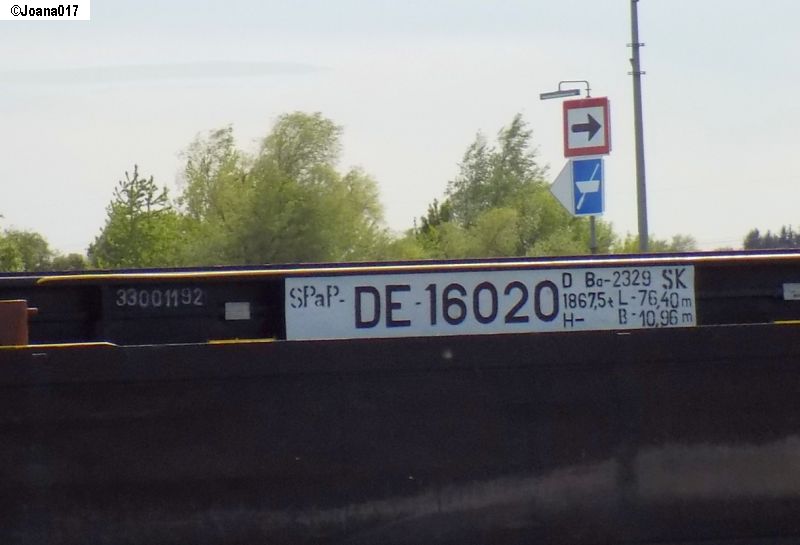 ©Joana017
33001192
SPaP- DE-16020
D Ba-2329 SK
1867,5t L-76,40m
H- B-10,96m